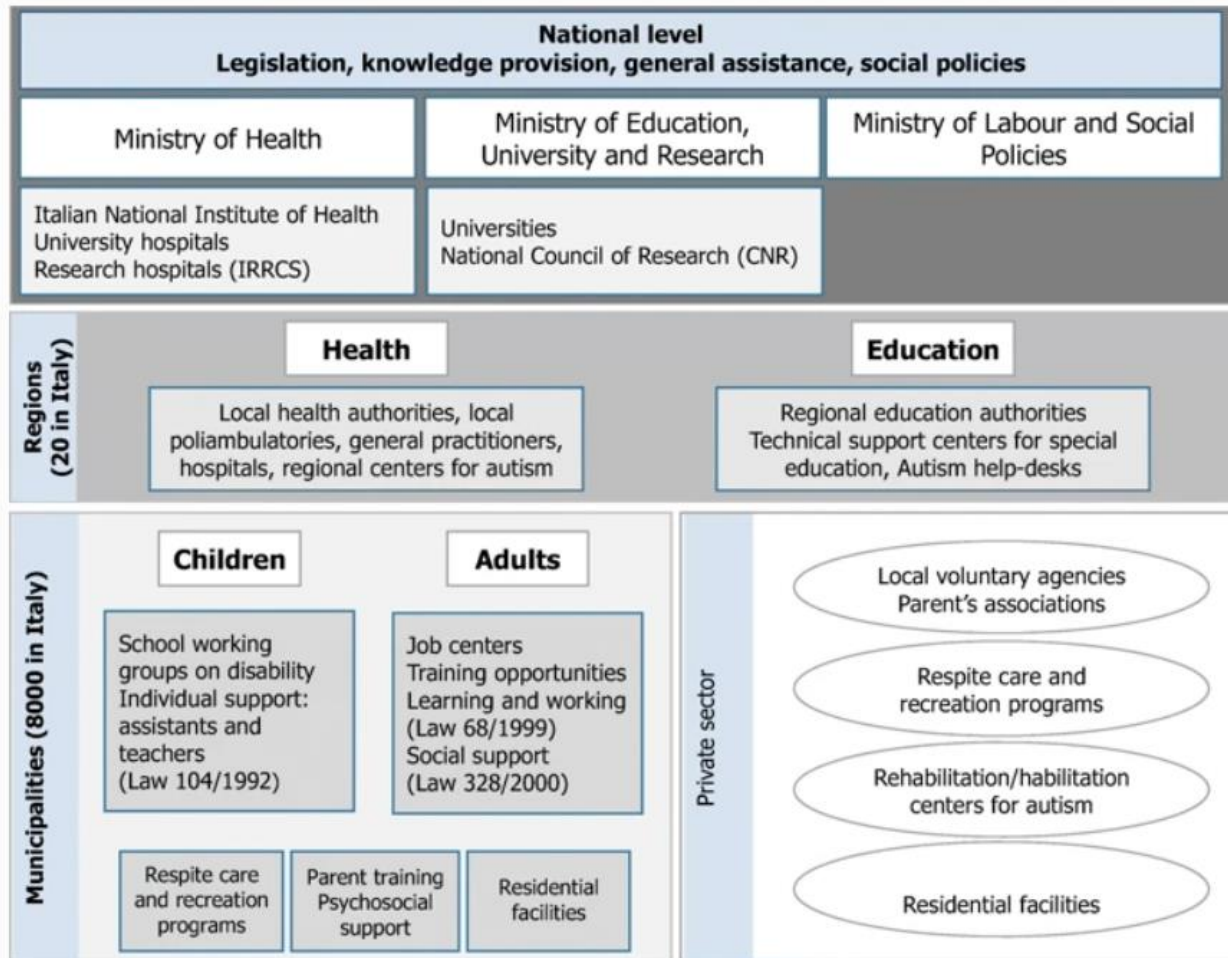 National level
Legislation, knowledge provision, general assistance, social policies
Ministry of Health
Ministry of Education,
University and Research
Ministry of Labour and Social
Policies
Italian National Institute of Health
University hospitals
Research hospitals (IRRCS)
Universities
National Council of Research (CNR)
Regions
(20 in Italy)
Health
Local health authorities, local
poliambulatories, general practitioners,
hospitals, regional centers for autism
Education
Regional education authorities
Technical support centers for special
education, Autism help-desks
Municipalities (8000 in Italy)
Children
School working
groups on disability
Individual support:
assistants and
teachers
(Law 104/1992)
Adults
Job centers
Training opportunities
Learning and working
(Law 68/1999)
Social support
(Law 328/2000)
Respite care
and recreation
programs
Parent training
Psychosocial
support
Residential
facilities
Private sector
Local voluntary agencies
Parent's associations
Respite care and
recreation programs
Rehabilitation/habilitation
centers for autism
Residential facilities